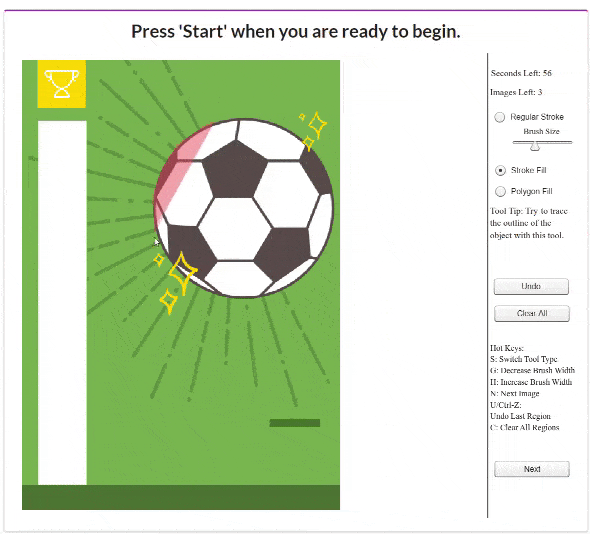 Press 'Start' when you are ready to begin.
Seconds Left: 56
Images Left: 3
Regular Stroke
Brush Size
Stroke Fill
Polygon Fill
Tool Tip: Try to trace
the outline of the
object with this tool.
Undo
Clear All
Hot Keys:
S: Switch Tool Type
G: Decrease Brush Width
H: Increase Brush Width
N: Next Image
U/Ctrl-Z:
Undo Last Region
C: Clear All Regions
Next